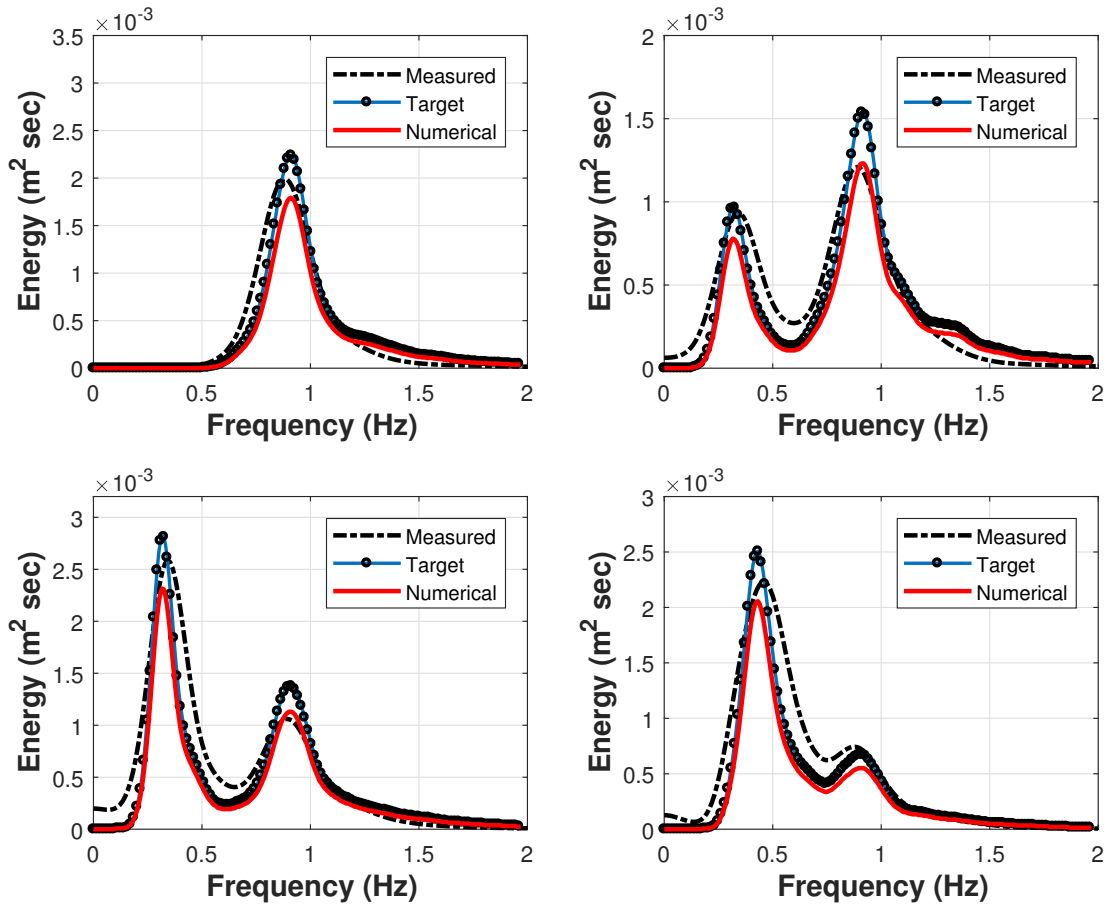 ×10⁻³
3.5
3
2.5
2
1.5
1
0.5
0
Energy (m² sec)
Measured
Target
Numerical
0 0.5 1 1.5 2
Frequency (Hz)
×10⁻³
2
1.5
1
0.5
0
Energy (m² sec)
Measured
Target
Numerical
0 0.5 1 1.5 2
Frequency (Hz)
×10⁻³
3
2.5
2
1.5
1
0.5
0
Energy (m² sec)
Measured
Target
Numerical
0 0.5 1 1.5 2
Frequency (Hz)
×10⁻³
3
2.5
2
1.5
1
0.5
0
Energy (m² sec)
Measured
Target
Numerical
0 0.5 1 1.5 2
Frequency (Hz)